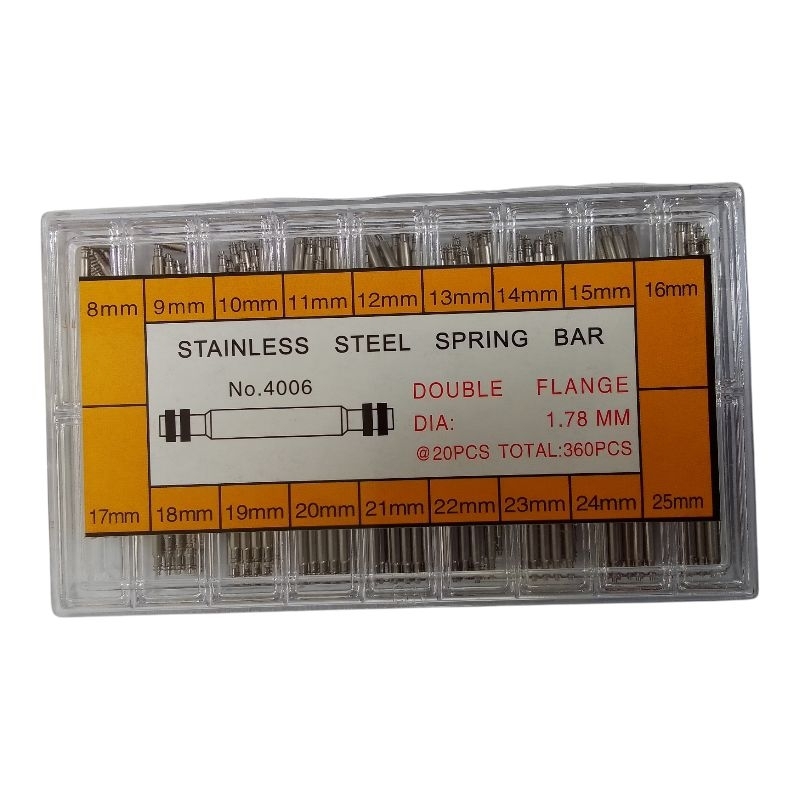 8mm 9mm 10mm 11mm 12mm 13mm 14mm 15mm 16mm
STAINLESS STEEL SPRING BAR
No.4006
DOUBLE FLANGE
DIA: 1.78 MM
@20PCS TOTAL:360PCS
17mm 18mm 19mm 20mm 21mm 22mm 23mm 24mm 25mm